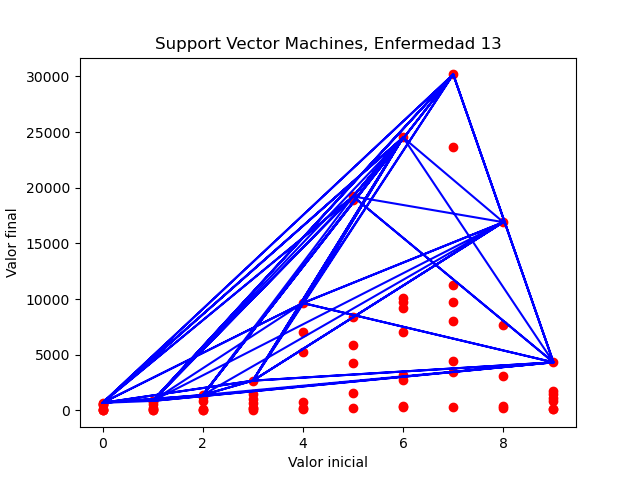 Support Vector Machines, Enfermedad 13
Valor final
30000
25000
20000
15000
10000
5000
0
0 2 4 6 8
Valor inicial